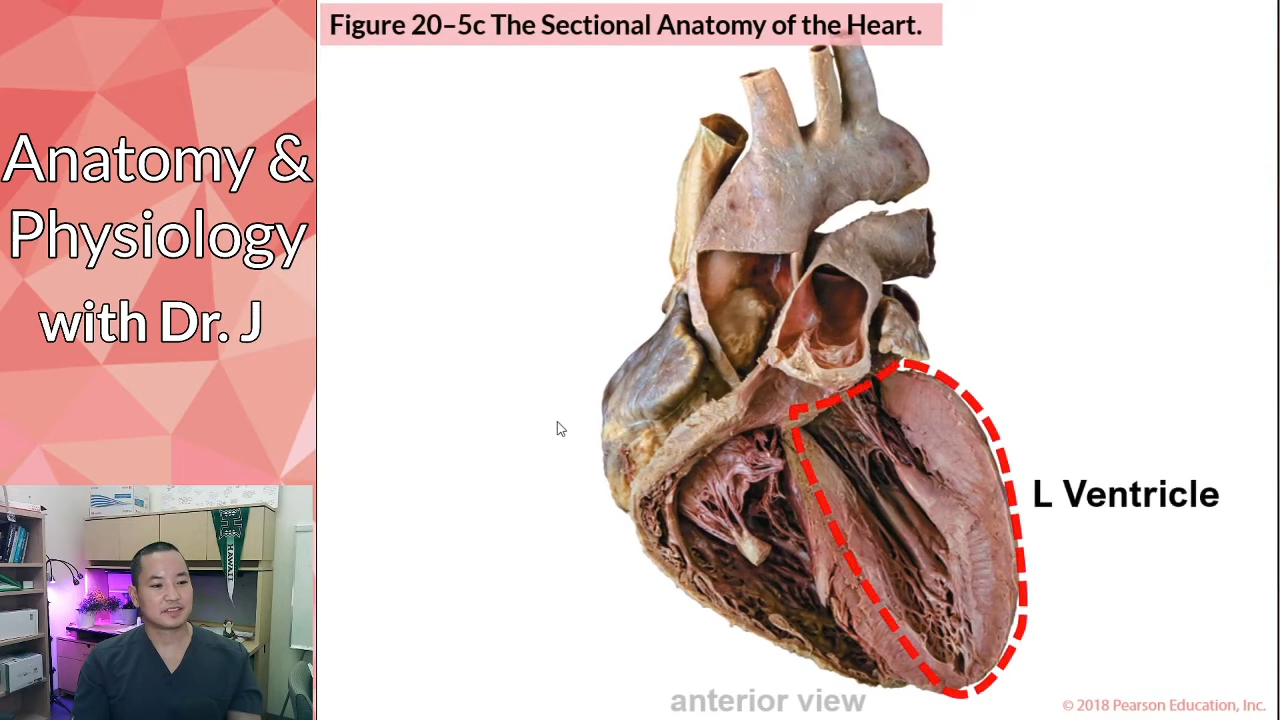 Figure 20–5c The Sectional Anatomy of the Heart.
Anatomy &
Physiology
with Dr. J
L Ventricle
HAWAII
anterior view
© 2018 Pearson Education, Inc.